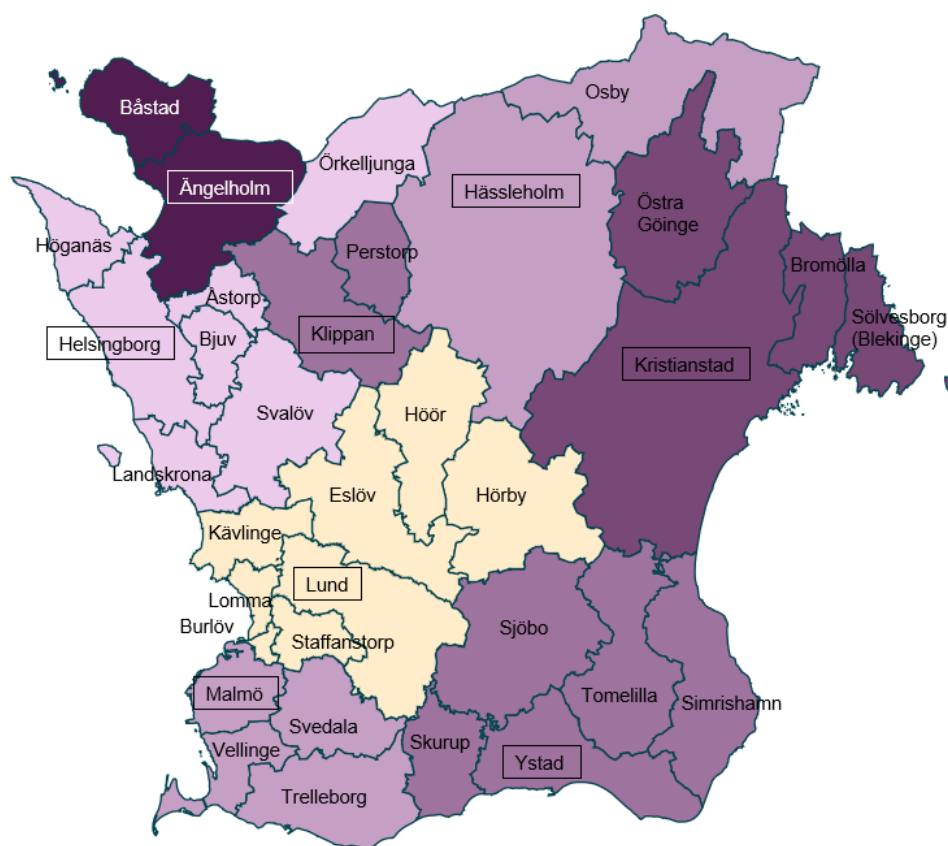 Osby
Båstad
Örkelljunga
Ängelholm
Hässleholm
Östra
Göinge
Höganäs
Perstorp
Bromölla
Åstorp
Sölvesborg
(Blekinge)
Helsingborg
Bjuv
Klippan
Kristianstad
Svalöv
Höör
Landskrona
Eslöv
Hörby
Kävlinge
Lund
Lomma
Burlöv
Staffanstorp
Sjöbo
Malmö
Tomelilla
Simrishamn
Svedala
Skurup
Vellinge
Ystad
Trelleborg